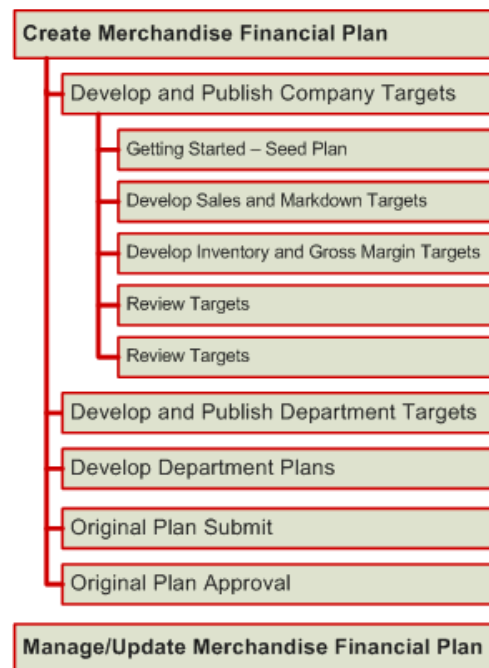 Create Merchandise Financial Plan
Develop and Publish Company Targets
Getting Started – Seed Plan
Develop Sales and Markdown Targets
Develop Inventory and Gross Margin Targets
Review Targets
Review Targets
Develop and Publish Department Targets
Develop Department Plans
Original Plan Submit
Original Plan Approval
Manage/Update Merchandise Financial Plan